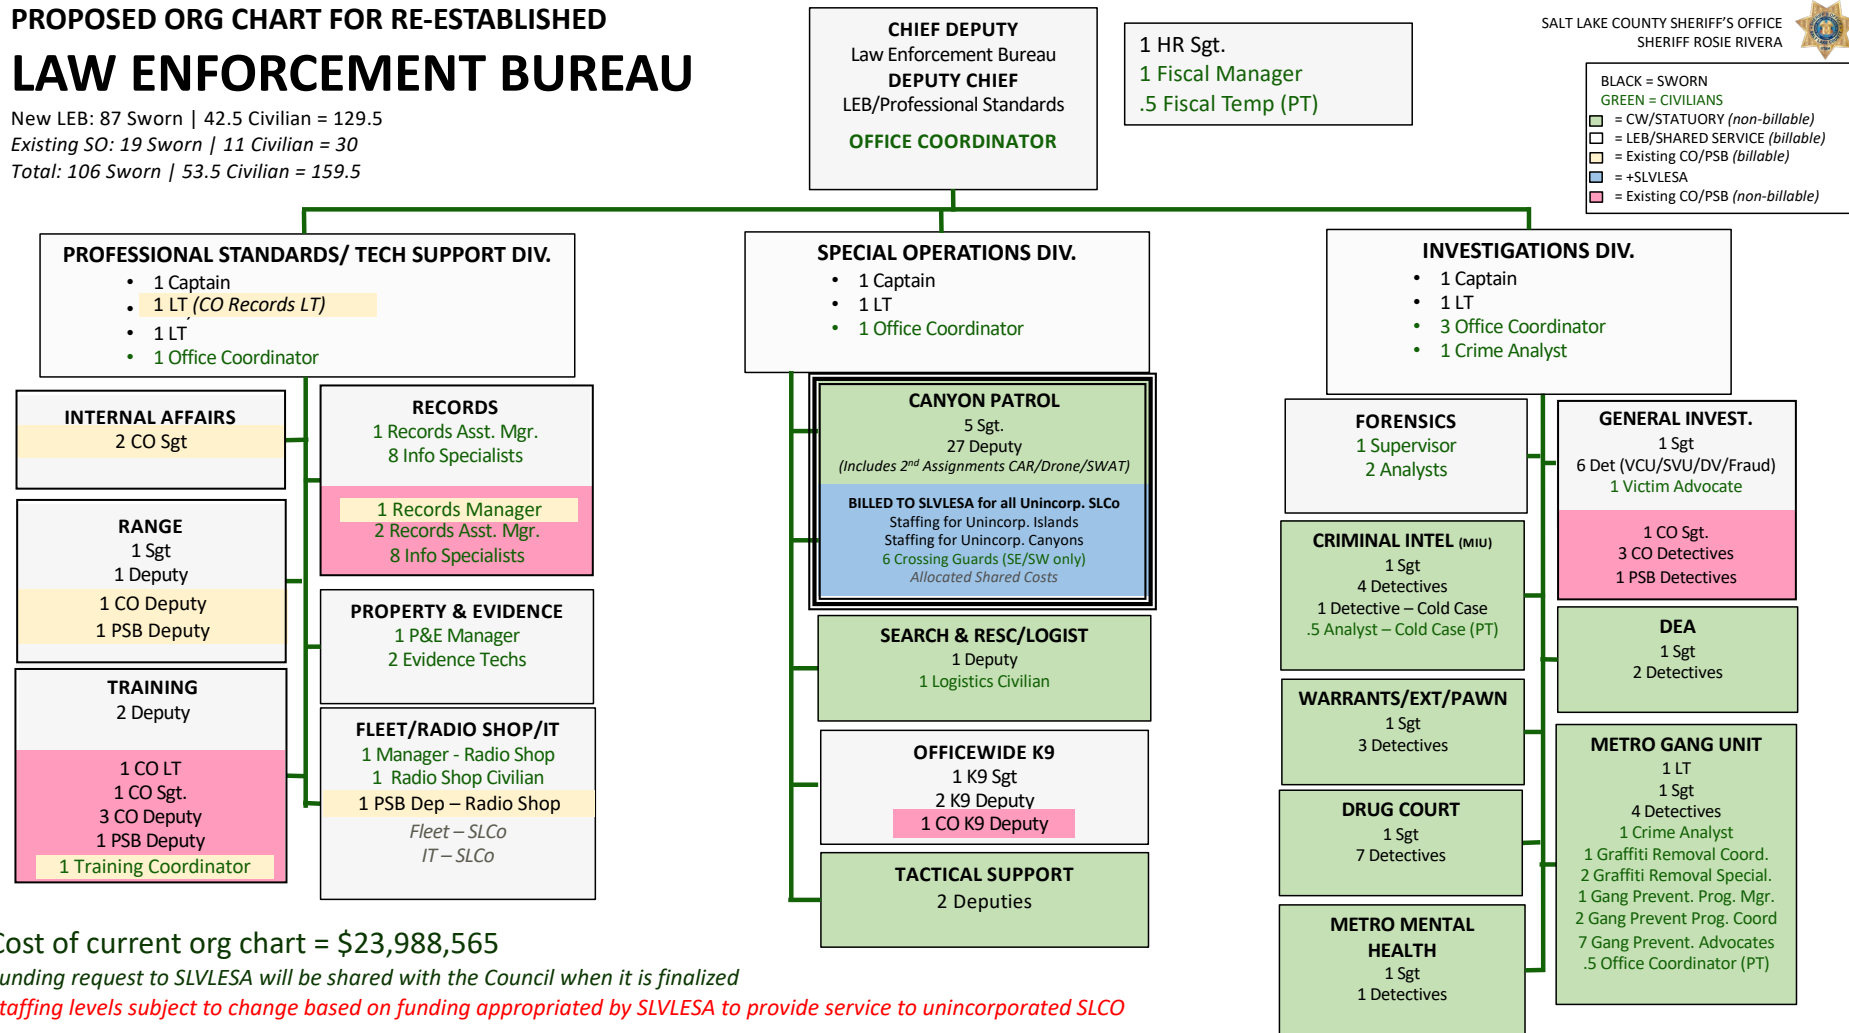 PROPOSED ORG CHART FOR RE-ESTABLISHED
LAW ENFORCEMENT BUREAU
New LEB: 87 Sworn | 42.5 Civilian = 129.5
Existing SO: 19 Sworn | 11 Civilian = 30
Total: 106 Sworn | 53.5 Civilian = 159.5
CHIEF DEPUTY
Law Enforcement Bureau
DEPUTY CHIEF
LEB/Professional Standards
OFFICE COORDINATOR
1 HR Sgt.
1 Fiscal Manager
.5 Fiscal Temp (PT)
SALT LAKE COUNTY SHERIFF'S OFFICE
SHERIFF ROSIE RIVERA
BLACK = SWORN
GREEN = CIVILIANS
= CW/STATUORY (non-billable)
= LEB/SHARED SERVICE (billable)
= Existing CO/PSB (billable)
= +SLVLESA
= Existing CO/PSB (non-billable)
PROFESSIONAL STANDARDS/ TECH SUPPORT DIV.
• 1 Captain
• 1 LT (CO Records LT)
• 1 LT
• 1 Office Coordinator
INTERNAL AFFAIRS
2 CO Sgt
RANGE
1 Sgt
1 Deputy
1 CO Deputy
1 PSB Deputy
TRAINING
2 Deputy
1 CO LT
1 CO Sgt.
3 CO Deputy
1 PSB Deputy
1 Training Coordinator
RECORDS
1 Records Asst. Mgr.
8 Info Specialists
1 Records Manager
2 Records Asst. Mgr.
8 Info Specialists
PROPERTY & EVIDENCE
1 P&E Manager
2 Evidence Techs
FLEET/RADIO SHOP/IT
1 Manager - Radio Shop
1 Radio Shop Civilian
1 PSB Dep – Radio Shop
Fleet – SLCo
IT – SLCo
SPECIAL OPERATIONS DIV.
• 1 Captain
• 1 LT
• 1 Office Coordinator
CANYON PATROL
5 Sgt.
27 Deputy
(Includes 2nd Assignments CAR/Drone/SWAT)
BILLED TO SLVLESA for all Unincorp. SLCo
Staffing for Unincorp. Islands
Staffing for Unincorp. Canyons
6 Crossing Guards (SE/SW only)
Allocated Shared Costs
SEARCH & RESC/LOGIST
1 Deputy
1 Logistics Civilian
OFFICEWIDE K9
1 K9 Sgt
2 K9 Deputy
1 CO K9 Deputy
TACTICAL SUPPORT
2 Deputies
INVESTIGATIONS DIV.
• 1 Captain
• 1 LT
• 3 Office Coordinator
• 1 Crime Analyst
FORENSICS
1 Supervisor
2 Analysts
CRIMINAL INTEL (MIU)
1 Sgt
4 Detectives
1 Detective – Cold Case
.5 Analyst – Cold Case (PT)
WARRANTS/EXT/PAWN
1 Sgt
3 Detectives
DRUG COURT
1 Sgt
7 Detectives
METRO MENTAL
HEALTH
1 Sgt
1 Detectives
GENERAL INVEST.
1 Sgt
6 Det (VCU/SVU/DV/Fraud)
1 Victim Advocate
1 CO Sgt.
3 CO Detectives
1 PSB Detectives
DEA
1 Sgt
2 Detectives
METRO GANG UNIT
1 LT
1 Sgt
4 Detectives
1 Crime Analyst
1 Graffiti Removal Coord.
2 Graffiti Removal Special.
1 Gang Prevent. Prog. Mgr.
2 Gang Prevent Prog. Coord
7 Gang Prevent. Advocates
.5 Office Coordinator (PT)
Cost of current org chart = $23,988,565
unding request to SLVLESA will be shared with the Council when it is finalized
taffing levels subject to change based on funding appropriated by SLVLESA to provide service to unincorporated SLCO